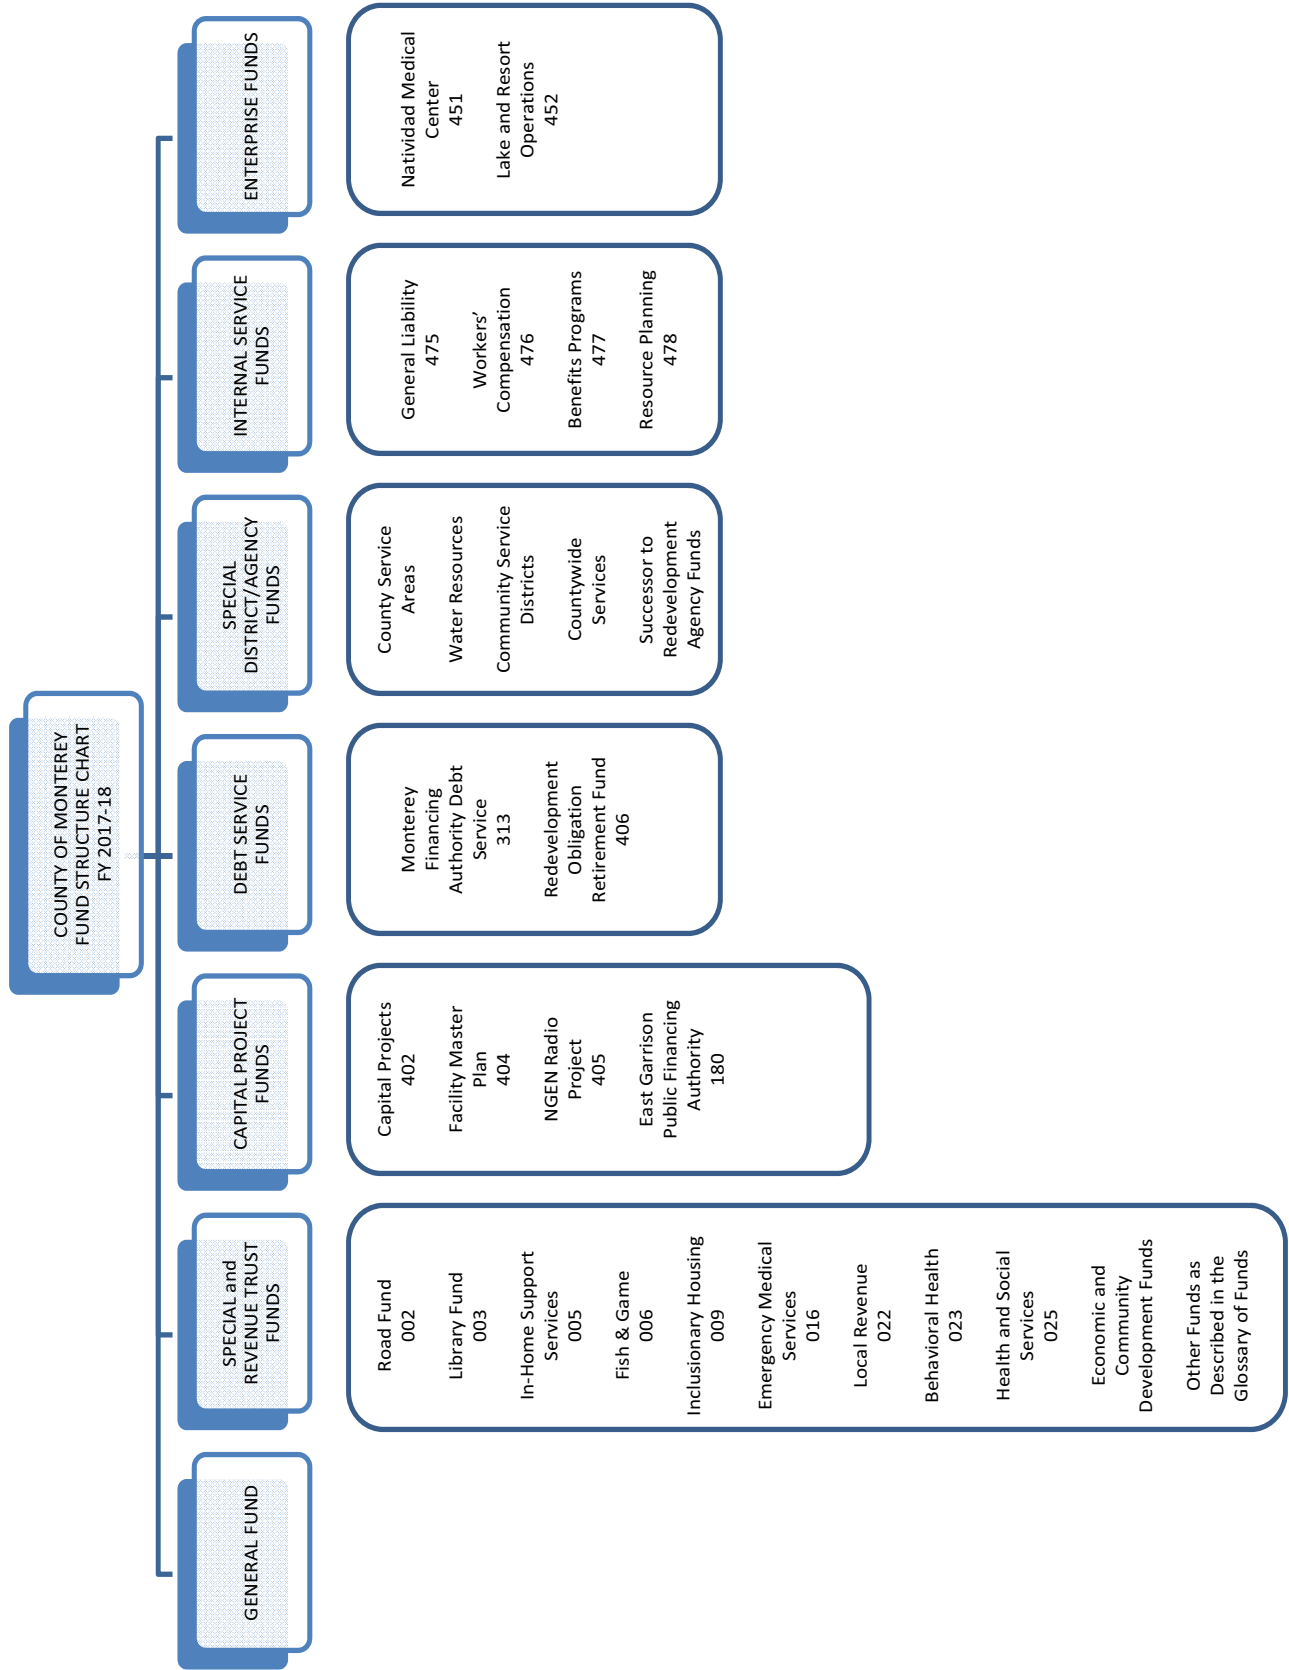 COUNTY OF MONTEREY
FUND STRUCTURE CHART
FY 2017-18
GENERAL FUND
SPECIAL and
REVENUE TRUST
FUNDS
Road Fund
002
Library Fund
003
In-Home Support
Services
005
Fish & Game
006
Inclusionary Housing
009
Emergency Medical
Services
016
Local Revenue
022
Behavioral Health
023
Health and Social
Services
025
Economic and
Community
Development Funds
Other Funds as
Described in the
Glossary of Funds
CAPITAL PROJECT
FUNDS
Capital Projects
402
Facility Master
Plan
404
NGEN Radio
Project
405
East Garrison
Public Financing
Authority
180
DEBT SERVICE
FUNDS
Monterey
Financing
Authority Debt
Service
313
Redevelopment
Obligation
Retirement Fund
406
SPECIAL
DISTRICT/AGENCY
FUNDS
County Service
Areas
Water Resources
Community Service
Districts
Countywide
Services
Successor to
Redevelopment
Agency Funds
INTERNAL SERVICE
FUNDS
General Liability
475
Workers’
Compensation
476
Benefits Programs
477
Resource Planning
478
ENTERPRISE FUNDS
Natividad Medical
Center
451
Lake and Resort
Operations
452